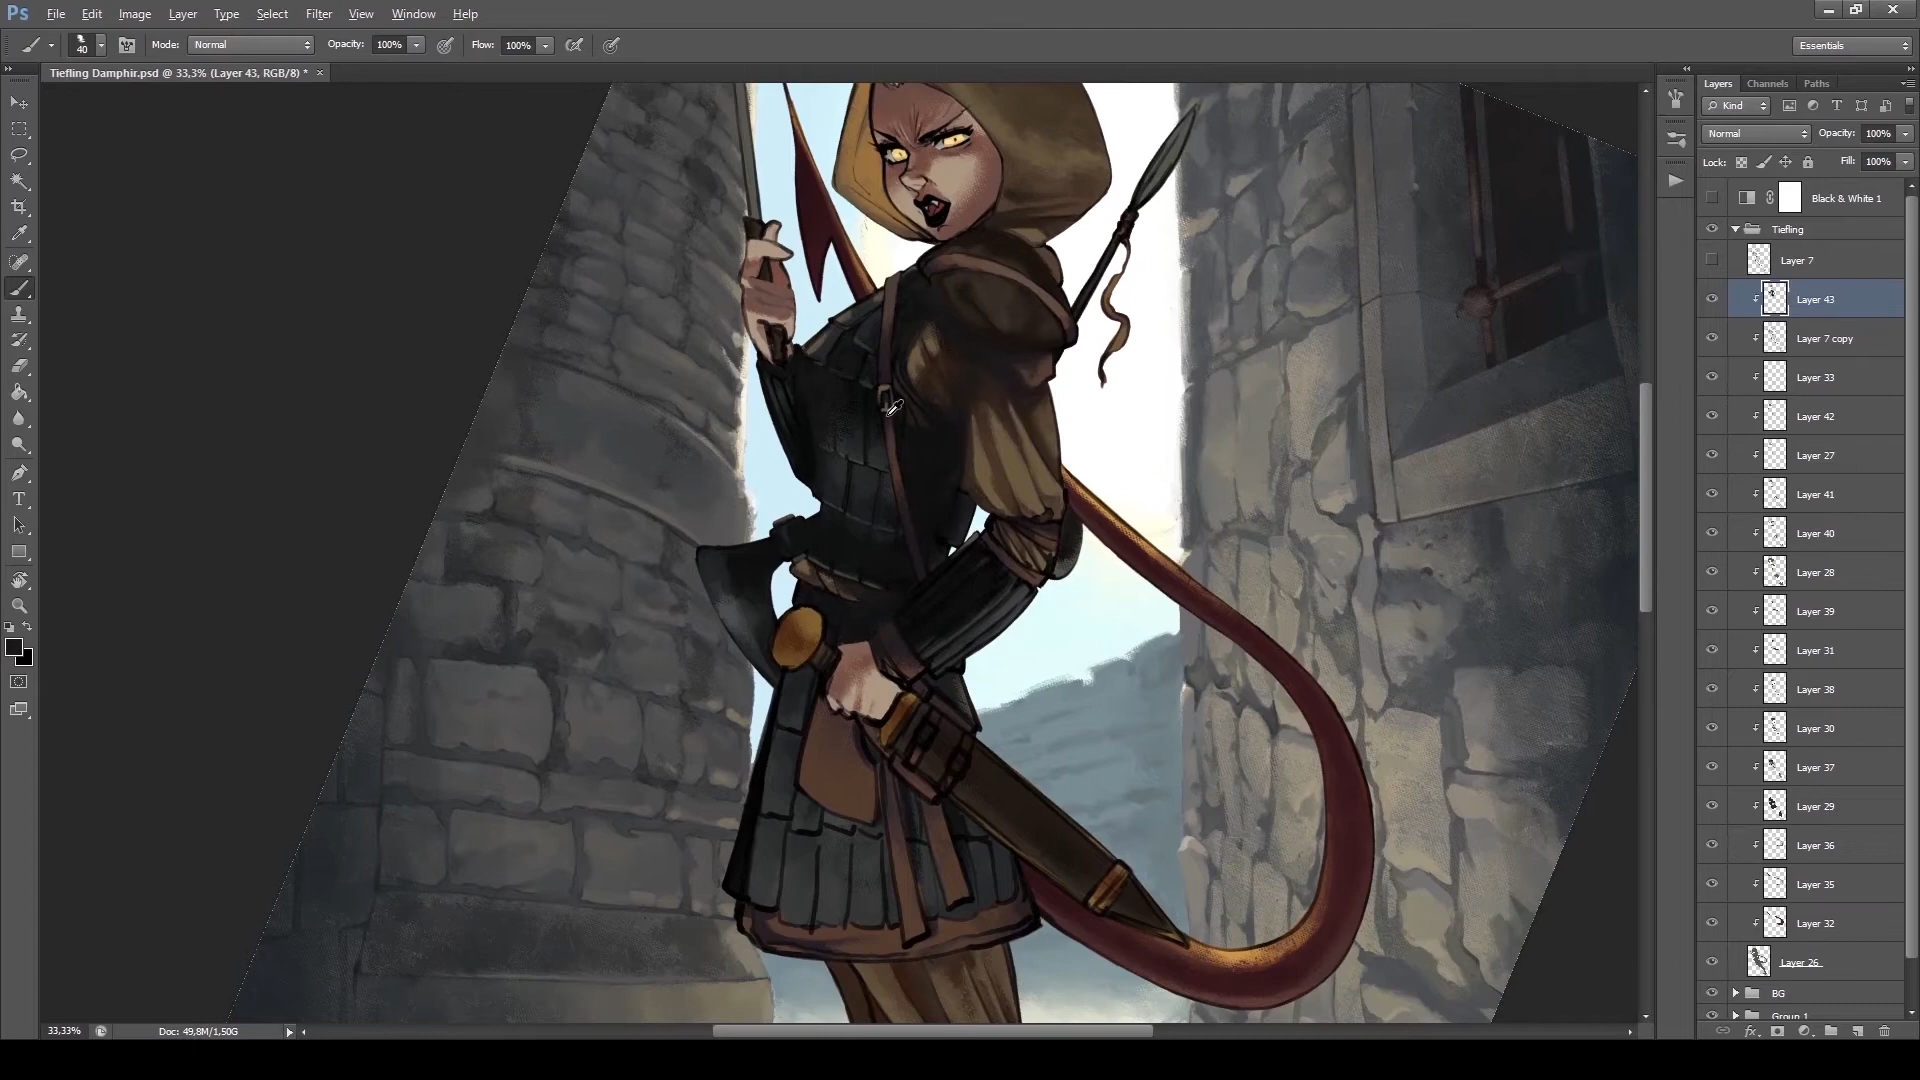 Ps File Edit Image Layer Type Select Filter View Window Help
40 Mode: Normal Opacity: 100% Flow: 100% Essentials
Tiefling Damphir.psd @ 33,3% (Layer 43, RGB/8) * ×
Layers Channels Paths
Kind T
Normal Opacity: 100%
Lock: Fill: 100%
Black & White 1
Tiefling
Layer 7
Layer 43
Layer 7 copy
Layer 33
Layer 42
Layer 27
Layer 41
Layer 40
Layer 28
Layer 39
Layer 31
Layer 38
Layer 30
Layer 37
Layer 29
Layer 36
Layer 35
Layer 32
Layer 26
BG
Group 1
33,33% Doc: 49,8M/1,50G
fx